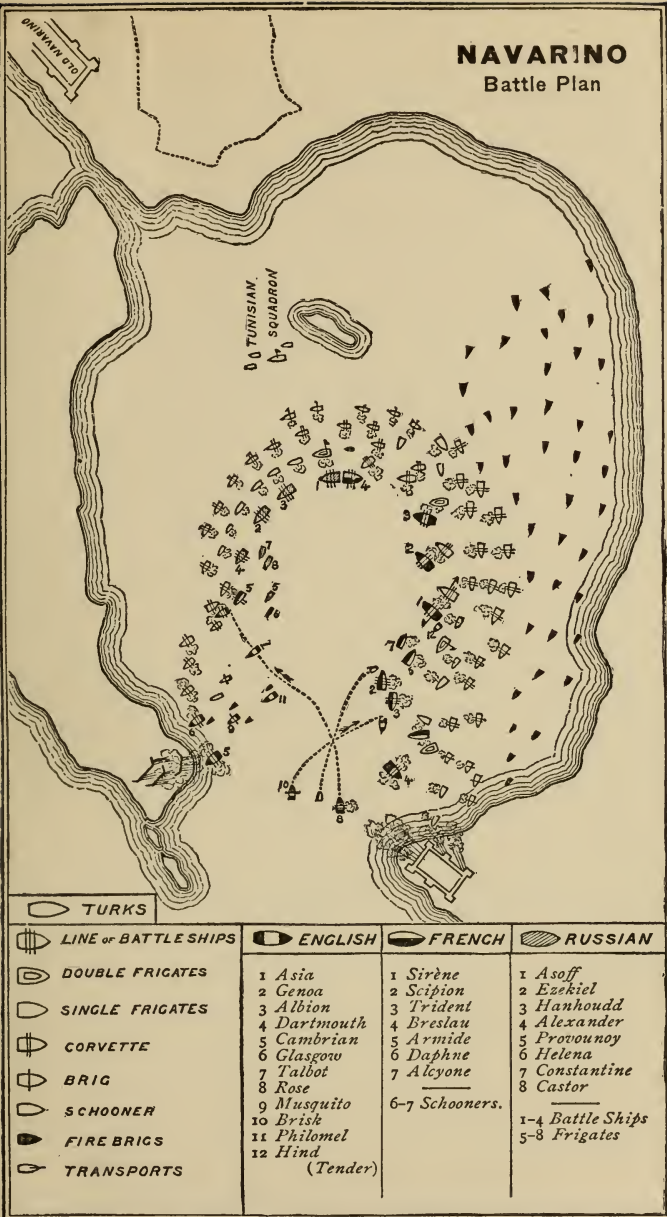 NAVARINO
Battle Plan
OLD NAVARINO
TUNISIAN.
SQUADRON
TURKS
LINE OF BATTLE SHIPS
DOUBLE FRIGATES
SINGLE FRIGATES
CORVETTE
BRIG
SCHOONER
FIRE BRIGS
TRANSPORTS
ENGLISH
1 Asia
2 Genoa
3 Albion
4 Dartmouth
5 Cambrian
6 Glasgow
7 Talbot
8 Rose
9 Musquito
10 Brisk
11 Philomel
12 Hind
(Tender)
FRENCH
1 Sirène
2 Scipion
3 Trident
4 Breslau
5 Armide
6 Daphne
7 Alcyone
6-7 Schooners.
RUSSIAN
1 Asoff
2 Ezekiel
3 Hanhoudd
4 Alexander
5 Provounoy
6 Helena
7 Constantine
8 Castor
1-4 Battle Ships
5-8 Frigates